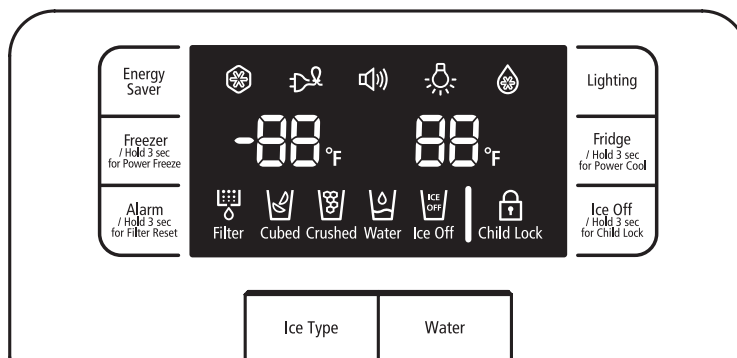 Energy
Saver
Lighting
-88°F
88°F
Freezer
/ Hold 3 sec
for Power Freeze
Fridge
/ Hold 3 sec
for Power Cool
Alarm
/ Hold 3 sec
for Filter Reset
ICE
OFF
Filter
Cubed
Crushed
Water
Ice Off
Child Lock
Ice Off
/ Hold 3 sec
for Child Lock
Ice Type
Water